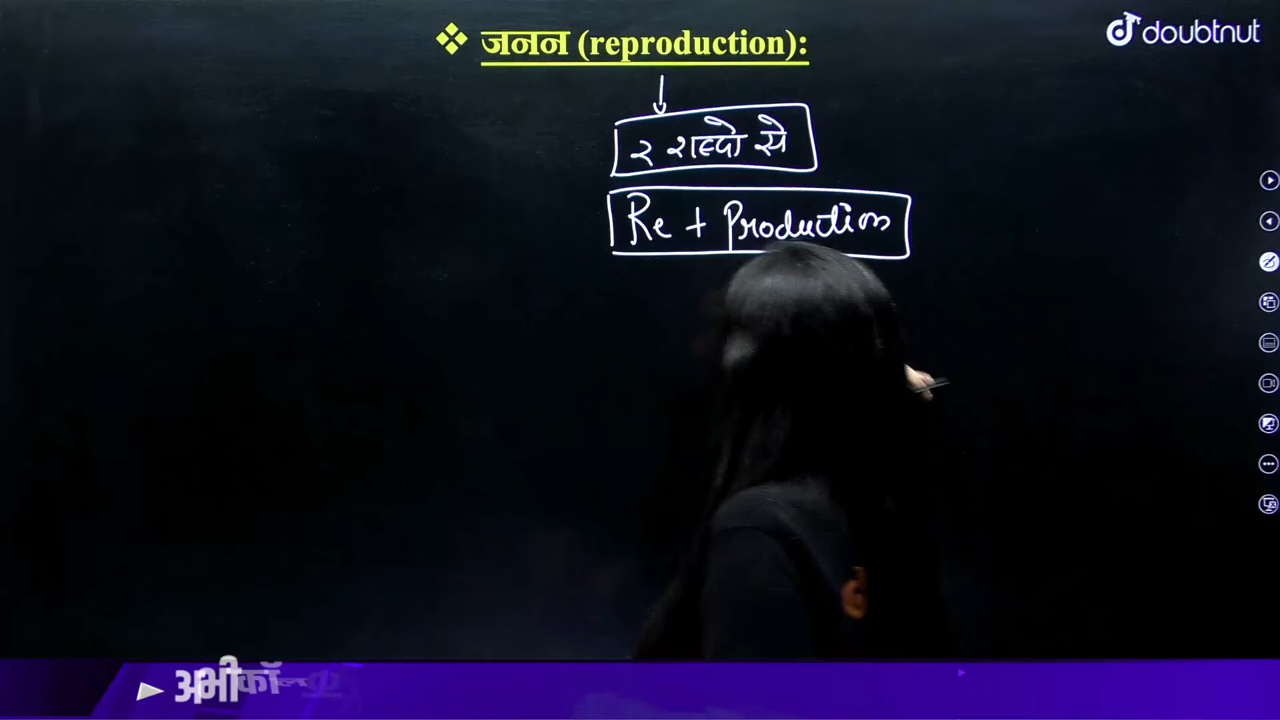 ❖ जनन (reproduction):
doubtnut
२ शब्दो से
Re + Production
अभी कॉल